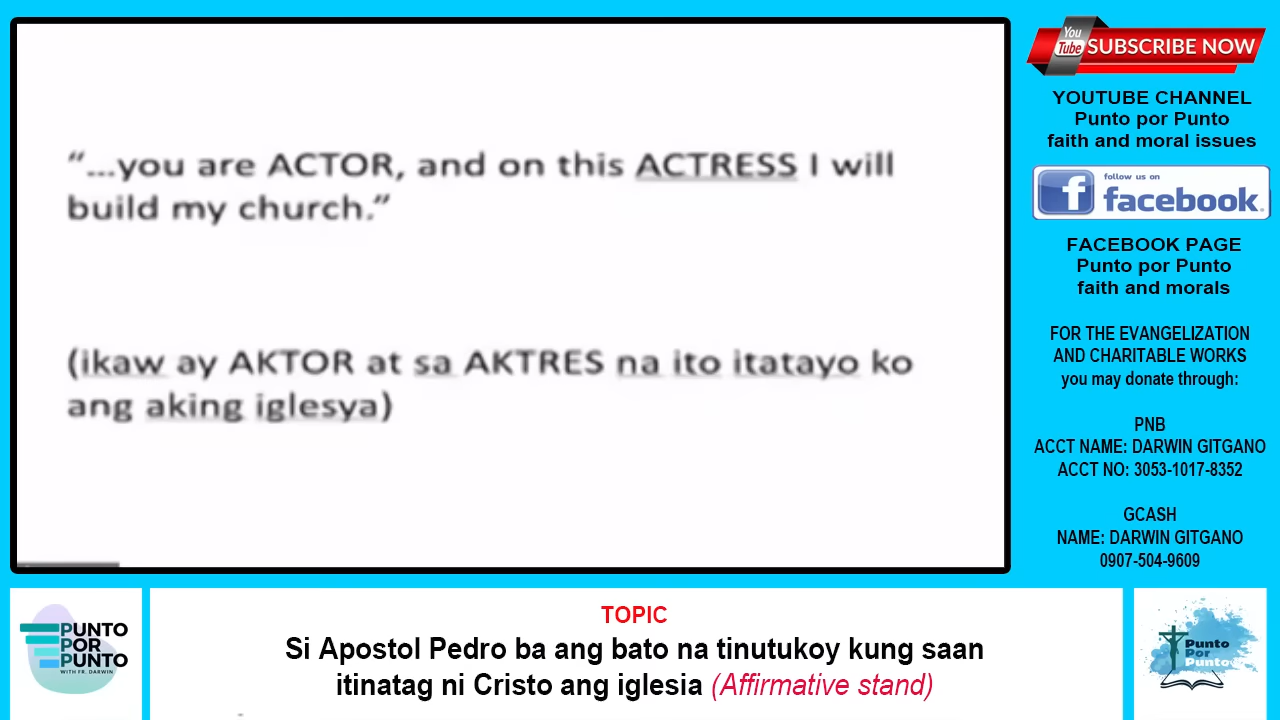 “...you are ACTOR, and on this ACTRESS I will
build my church.”
(ikaw ay AKTOR at sa AKTRES na ito itatayo ko
ang aking iglesya)
You
Tube
SUBSCRIBE NOW
YOUTUBE CHANNEL
Punto por Punto
faith and moral issues
follow us on
facebook.
FACEBOOK PAGE
Punto por Punto
faith and morals
FOR THE EVANGELIZATION
AND CHARITABLE WORKS
you may donate through:
PNB
ACCT NAME: DARWIN GITGANO
ACCT NO: 3053-1017-8352
GCASH
NAME: DARWIN GITGANO
0907-504-9609
PUNTO
POR
PUNTO
WITH FR. DARWIN
TOPIC
Si Apostol Pedro ba ang bato na tinutukoy kung saan
itinatag ni Cristo ang iglesia (Affirmative stand)
Punto
Por
Punto